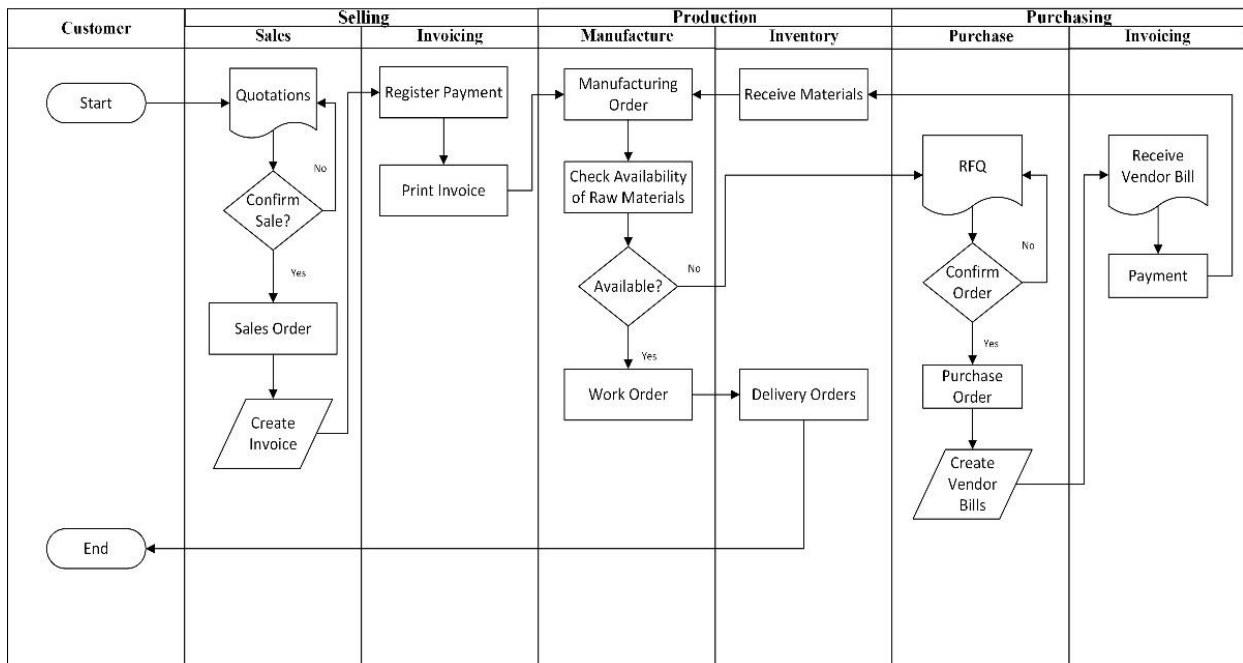 Customer
Selling
Production
Purchasing
Sales
Invoicing
Manufacture
Inventory
Purchase
Invoicing
Start
Quotations
No
Confirm
Sale?
Yes
Sales Order
Create
Invoice
Register Payment
Print Invoice
Manufacturing
Order
Check Availability
of Raw Materials
Available?
No
Yes
Work Order
Receive Materials
Delivery Orders
RFQ
No
Confirm
Order
Yes
Purchase
Order
Create
Vendor
Bills
Receive
Vendor Bill
Payment
End